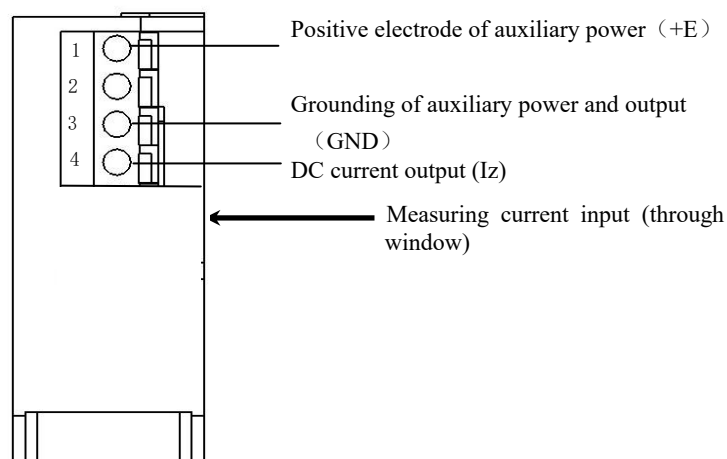 1
Positive electrode of auxiliary power（+E）
2
3
Grounding of auxiliary power and output
（GND）
4
DC current output (Iz)
Measuring current input (through
window)